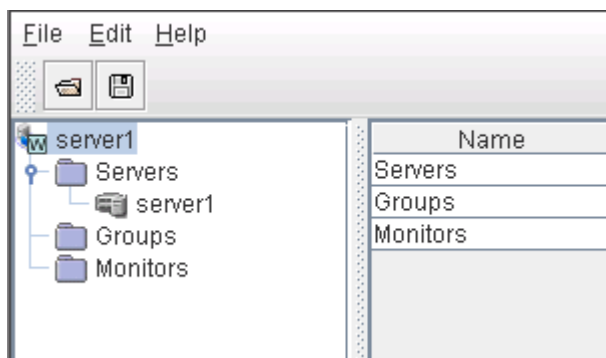 File Edit Help
server1
Servers
server1
Groups
Monitors
Name
Servers
Groups
Monitors